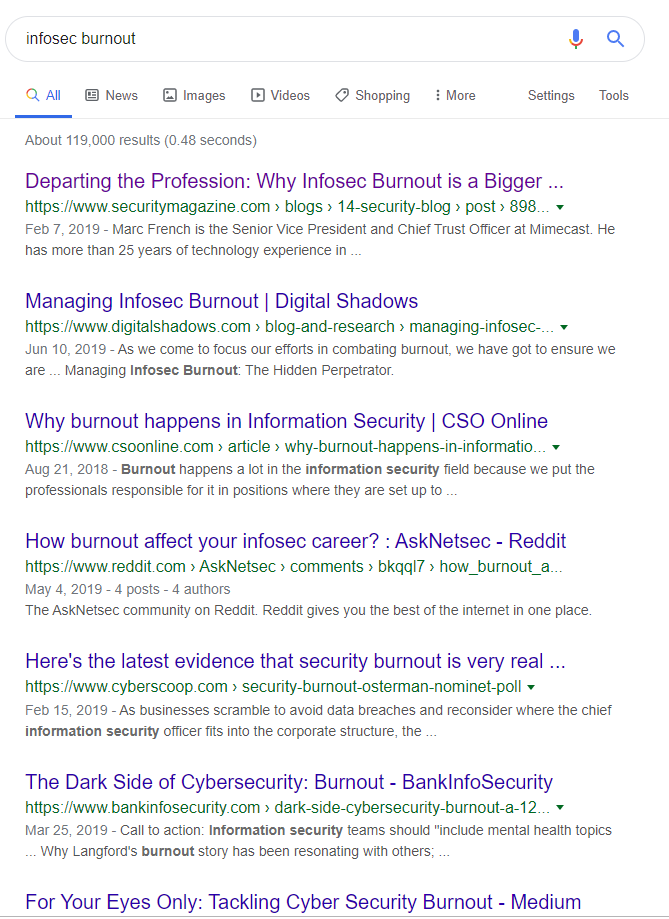 infosec burnout
All News Images Videos Shopping More Settings Tools
About 119,000 results (0.48 seconds)
Departing the Profession: Why Infosec Burnout is a Bigger ...
https://www.securitymagazine.com › blogs › 14-security-blog › post › 898...
Feb 7, 2019 - Marc French is the Senior Vice President and Chief Trust Officer at Mimecast. He
has more than 25 years of technology experience in ...
Managing Infosec Burnout | Digital Shadows
https://www.digitalshadows.com › blog-and-research › managing-infosec-...
Jun 10, 2019 - As we come to focus our efforts in combating burnout, we have got to ensure we
are ... Managing Infosec Burnout: The Hidden Perpetrator.
Why burnout happens in Information Security | CSO Online
https://www.csoonline.com › article › why-burnout-happens-in-informatio...
Aug 21, 2018 - Burnout happens a lot in the information security field because we put the
professionals responsible for it in positions where they are set up to ...
How burnout affect your infosec career? : AskNetsec - Reddit
https://www.reddit.com › AskNetsec › comments › bkqql7 › how_burnout_a...
May 4, 2019 - 4 posts - 4 authors
The AskNetsec community on Reddit. Reddit gives you the best of the internet in one place.
Here's the latest evidence that security burnout is very real ...
https://www.cyberscoop.com › security-burnout-osterman-nominet-poll
Feb 15, 2019 - As businesses scramble to avoid data breaches and reconsider where the chief
information security officer fits into the corporate structure, the ...
The Dark Side of Cybersecurity: Burnout - BankInfoSecurity
https://www.bankinfosecurity.com › dark-side-cybersecurity-burnout-a-12...
Mar 25, 2019 - Call to action: Information security teams should "include mental health topics
... Why Langford's burnout story has been resonating with others; ...
For Your Eyes Only: Tackling Cyber Security Burnout - Medium